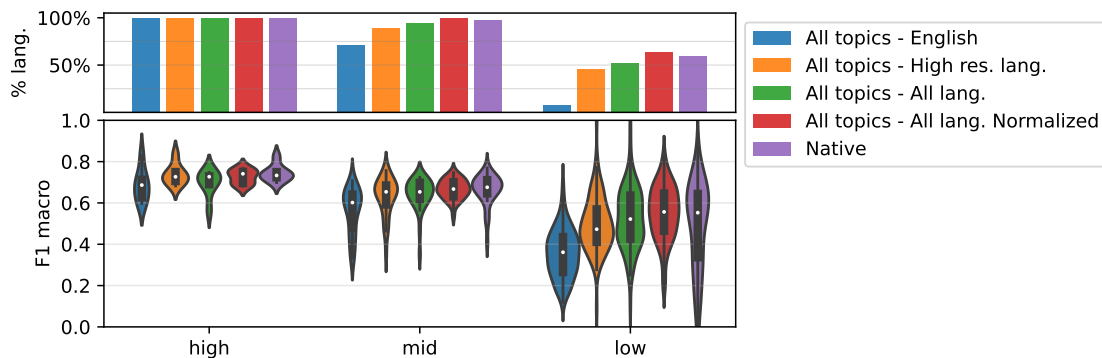 100%
50%
% lang.
All topics - English
All topics - High res. lang.
All topics - All lang.
All topics - All lang. Normalized
Native
1.0
0.8
0.6
0.4
0.2
0.0
F1 macro
high
mid
low